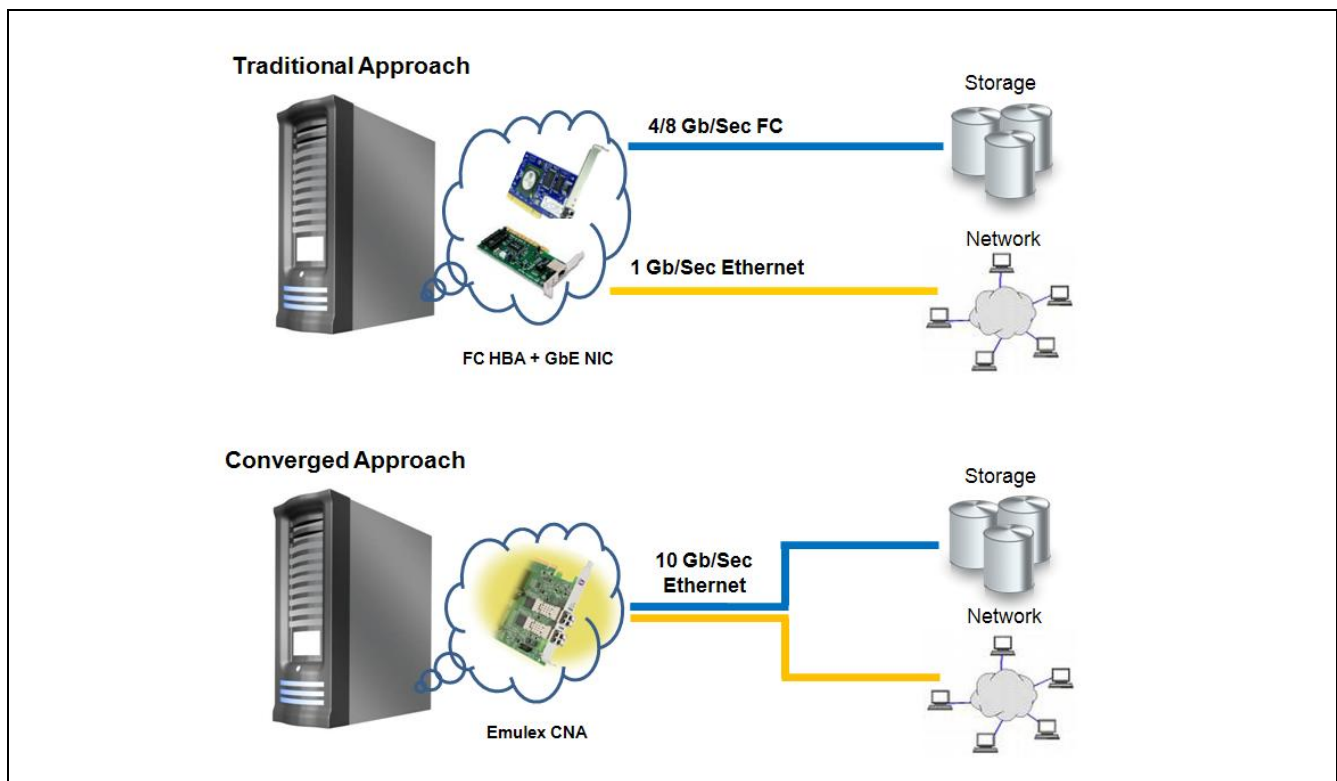 Traditional Approach
Storage
4/8 Gb/Sec FC
Network
1 Gb/Sec Ethernet
FC HBA + GbE NIC
Converged Approach
Storage
10 Gb/Sec
Ethernet
Network
Emulex CNA